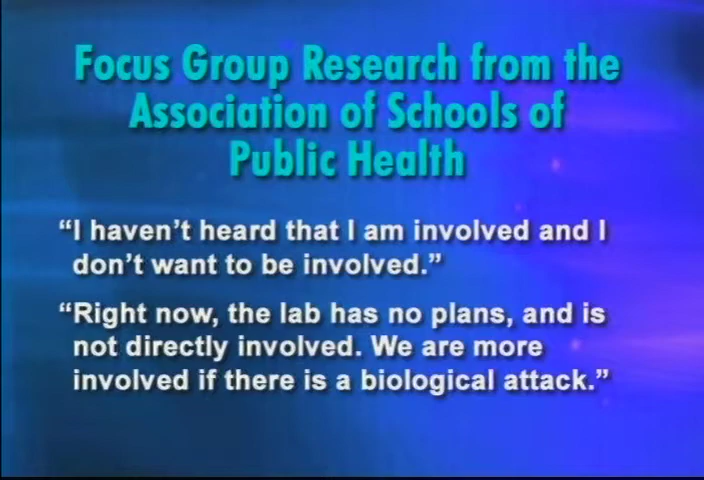 Focus Group Research from the
Association of Schools of
Public Health
“I haven’t heard that I am involved and I
don’t want to be involved.”
“Right now, the lab has no plans, and is
not directly involved. We are more
involved if there is a biological attack.”